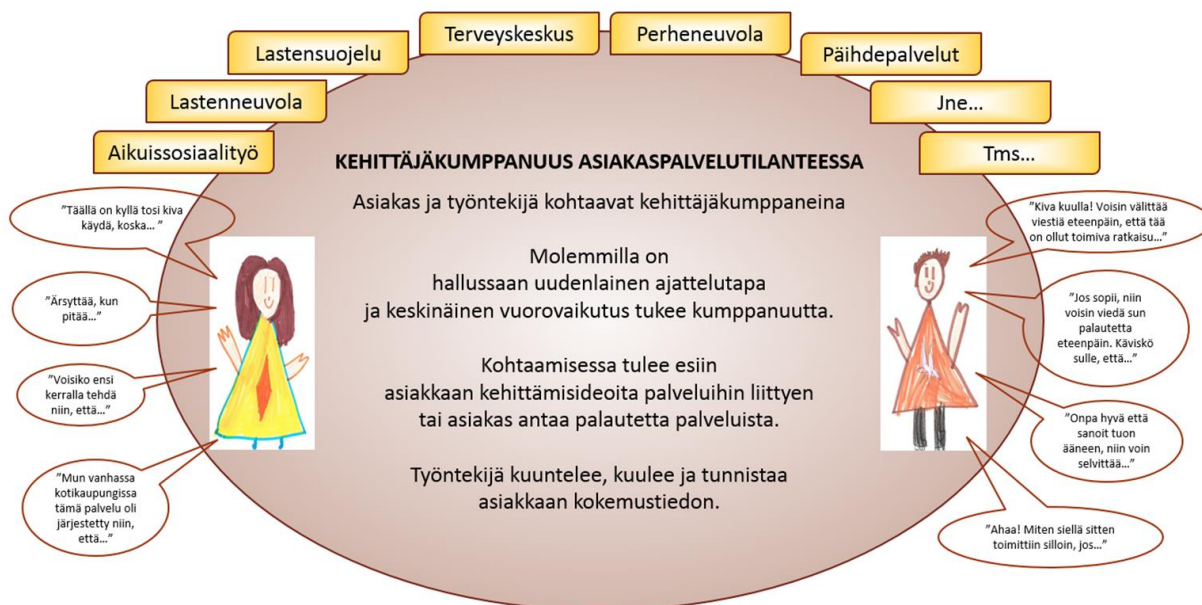 Terveyskeskus
Perheneuvola
Lastensuojelu
Päihdepalvelut
Lastenneuvola
Jne...
Aikuissosiaalityö
Tms...
KEHITTÄJÄKUMPPANUUS ASIAKASPALVELUTILANTEESSA
Asiakas ja työntekijä kohtaavat kehittäjäkumppaneina
Molemmilla on
hallussaan uudenlainen ajattelutapa
ja keskinäinen vuorovaikutus tukee kumppanuutta.
Kohtaamisessa tulee esiin
asiakkaan kehittämisideoita palveluihin liittyen
tai asiakas antaa palautetta palveluista.
Työntekijä kuuntelee, kuulee ja tunnistaa
asiakkaan kokemustiedon.
”Täällä on kyllä tosi kiva
käydä, koska...”
”Ärsyttää, kun
pitää...”
”Voisiko ensi
kerralla tehdä
niin, että...”
”Mun vanhassa
kotikaupungissa
tämä palvelu oli
järjestetty niin,
että...”
”Kiva kuulla! Voisin välittää
viestiä eteenpäin, että tää
on ollut toimiva ratkaisu...”
”Jos sopii, niin
voisin viedä sun
palautetta
eteenpäin. Käviskö
sulle, että...”
”Onpa hyvä että
sanoit tuon
ääneen, niin voin
selvittää...”
”Ahaa! Miten siellä sitten
toimittiin silloin, jos...”